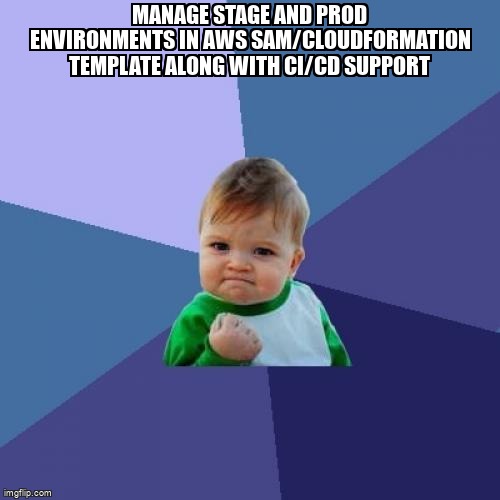 MANAGE STAGE AND PROD
ENVIRONMENTS IN AWS SAM/CLOUDFORMATION
TEMPLATE ALONG WITH CI/CD SUPPORT
imgflip.com